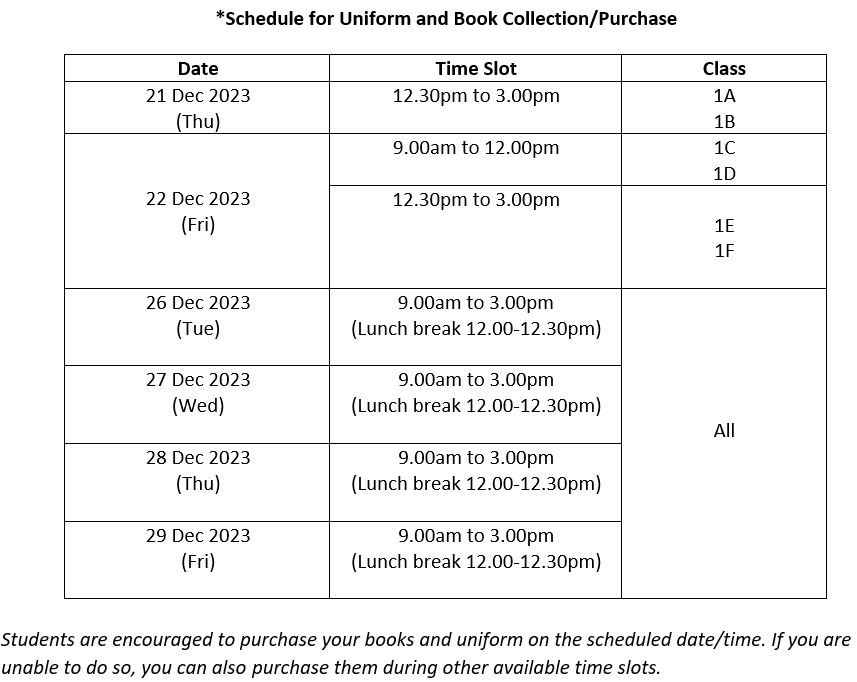 *Schedule for Uniform and Book Collection/Purchase
Date Time Slot Class
21 Dec 2023 12.30pm to 3.00pm 1A
(Thu) 1B
22 Dec 2023
(Fri)
9.00am to 12.00pm 1C
1D
12.30pm to 3.00pm
1E
1F
26 Dec 2023 9.00am to 3.00pm
(Tue) (Lunch break 12.00-12.30pm)
27 Dec 2023 9.00am to 3.00pm
(Wed) (Lunch break 12.00-12.30pm)
All
28 Dec 2023 9.00am to 3.00pm
(Thu) (Lunch break 12.00-12.30pm)
29 Dec 2023 9.00am to 3.00pm
(Fri) (Lunch break 12.00-12.30pm)
Students are encouraged to purchase your books and uniform on the scheduled date/time. If you are
unable to do so, you can also purchase them during other available time slots.